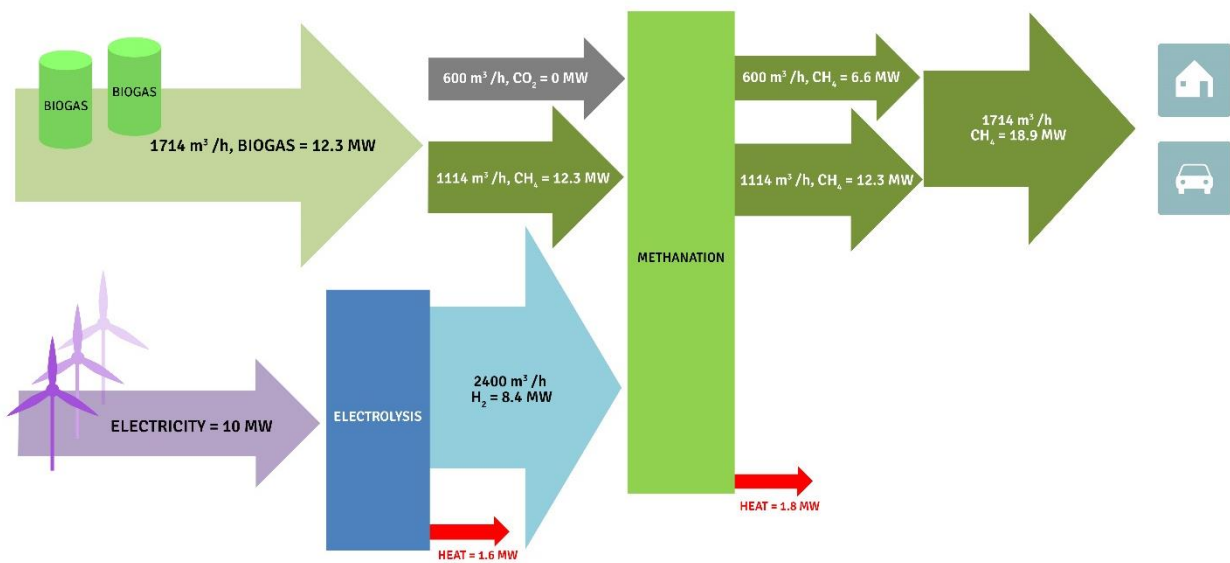 BIOGAS
BIOGAS
1714 m³ /h, BIOGAS = 12.3 MW
600 m³ /h, CO₂ = 0 MW
1114 m³ /h, CH₄ = 12.3 MW
METHANATION
600 m³ /h, CH₄ = 6.6 MW
1114 m³ /h, CH₄ = 12.3 MW
1714 m³ /h
CH₄ = 18.9 MW
ELECTRICITY = 10 MW
ELECTROLYSIS
2400 m³ /h
H₂ = 8.4 MW
HEAT = 1.6 MW
HEAT = 1.8 MW